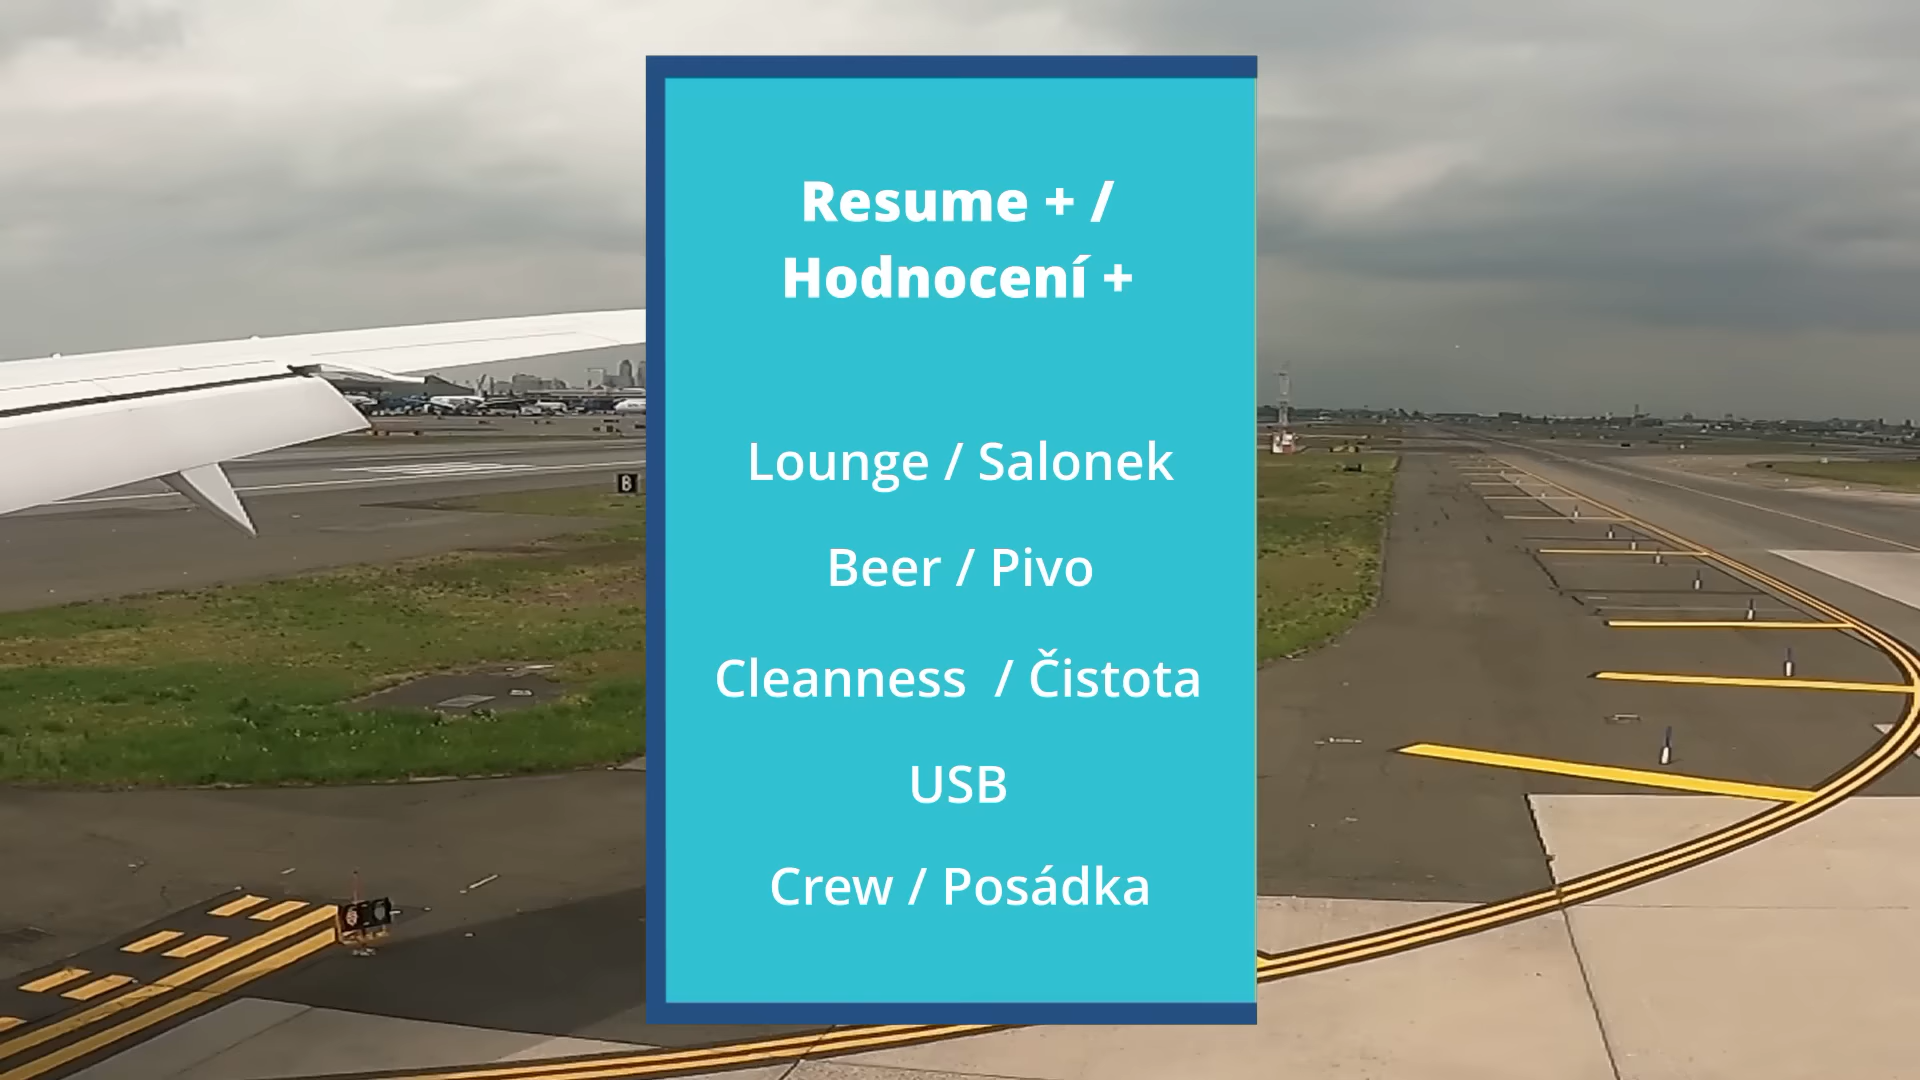 Resume + /
Hodnocení +
Lounge / Salonek
Beer / Pivo
Cleanness / Čistota
USB
Crew / Posádka
B